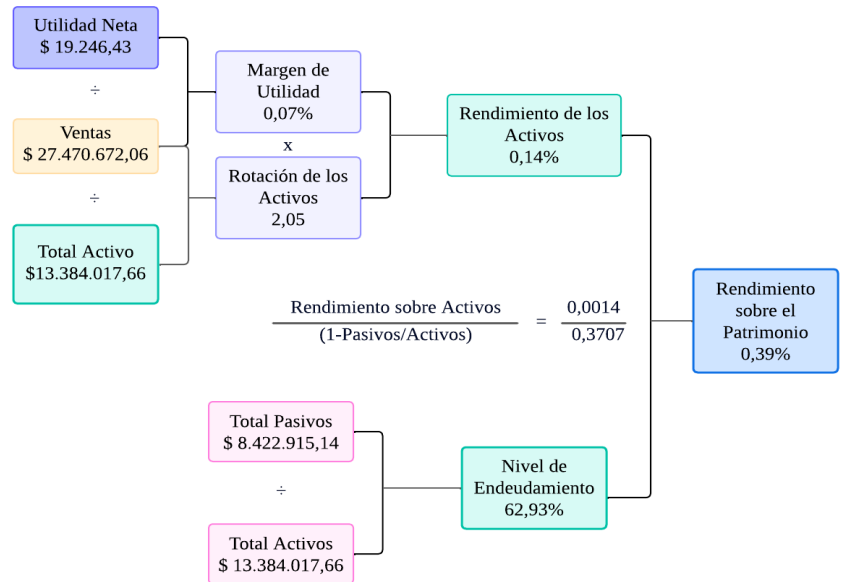 Utilidad Neta
$ 19.246,43
÷
Ventas
$ 27.470.672,06
÷
Total Activo
$13.384.017,66
Margen de
Utilidad
0,07%
x
Rotación de los
Activos
2,05
Rendimiento de los
Activos
0,14%
Rendimiento sobre Activos
(1-Pasivos/Activos)
=
0,0014
0,3707
Rendimiento
sobre el
Patrimonio
0,39%
Total Pasivos
$ 8.422.915,14
÷
Total Activos
$ 13.384.017,66
Nivel de
Endeudamiento
62,93%